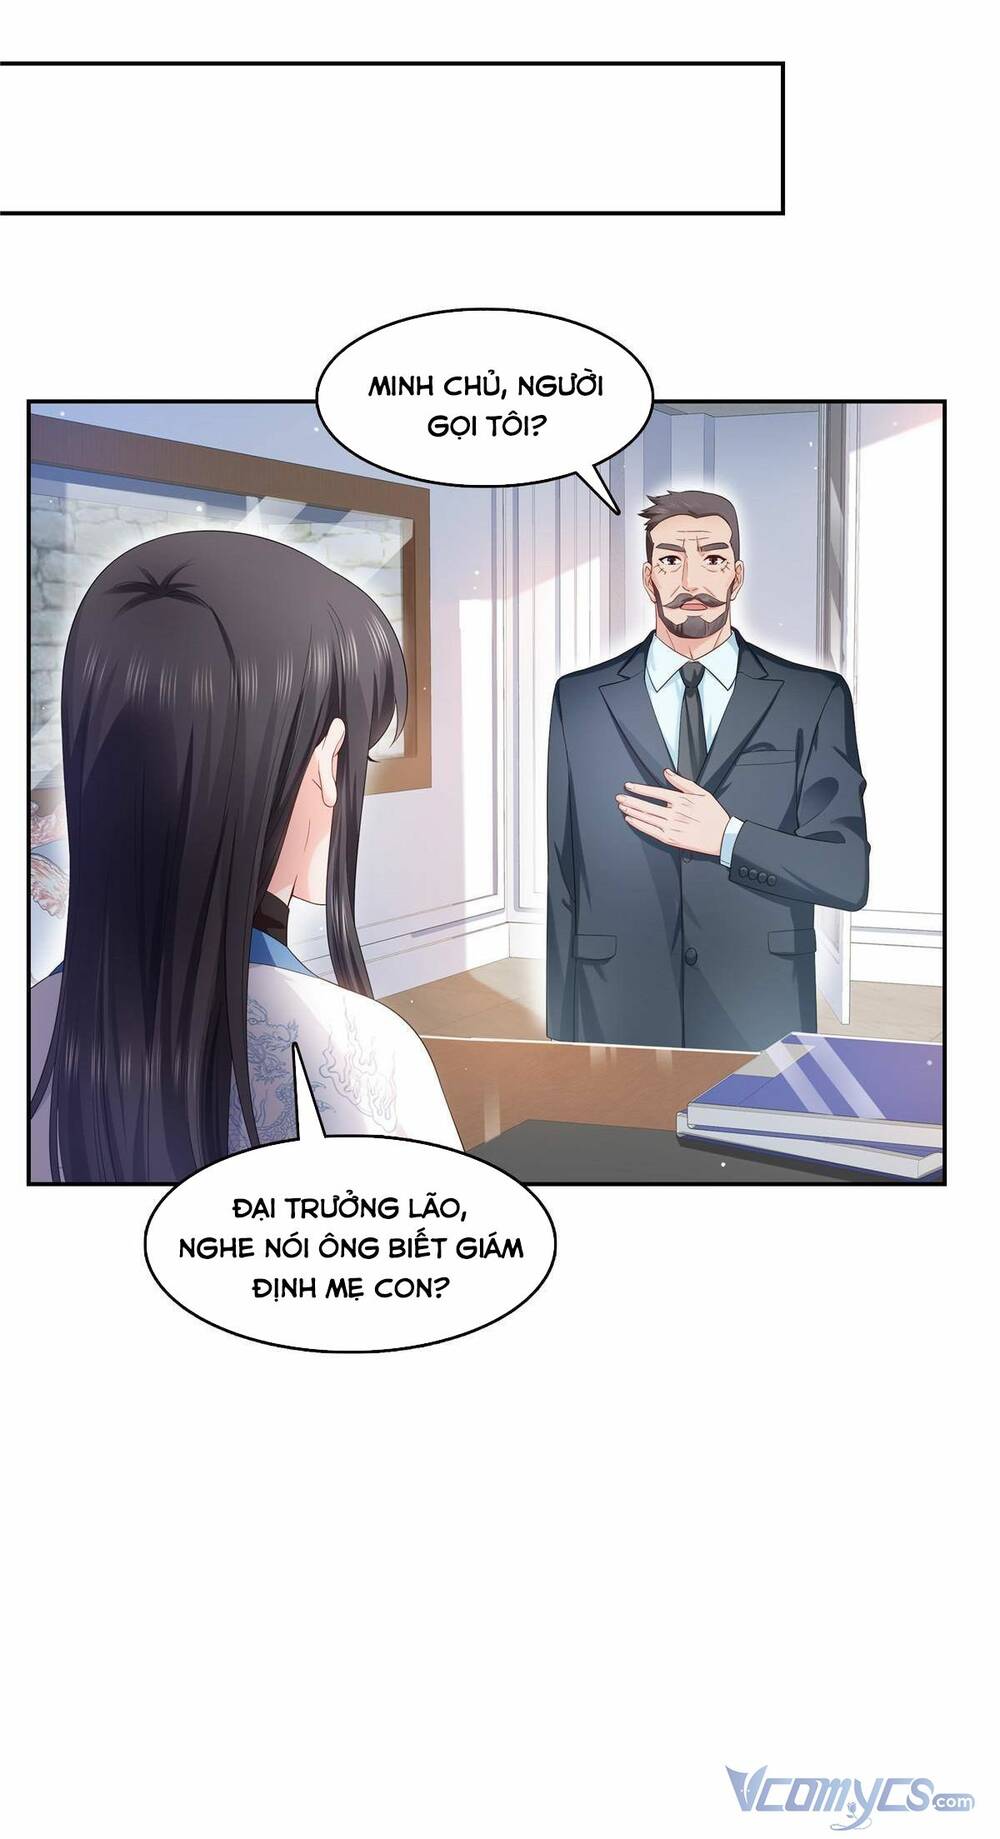 MINH CHỦ, NGƯỜI
GỌI TÔI?
ĐẠI TRƯỞNG LÃO,
NGHE NÓI ÔNG BIẾT GIÁM
ĐỊNH MẸ CON?
VCOMYCS.com